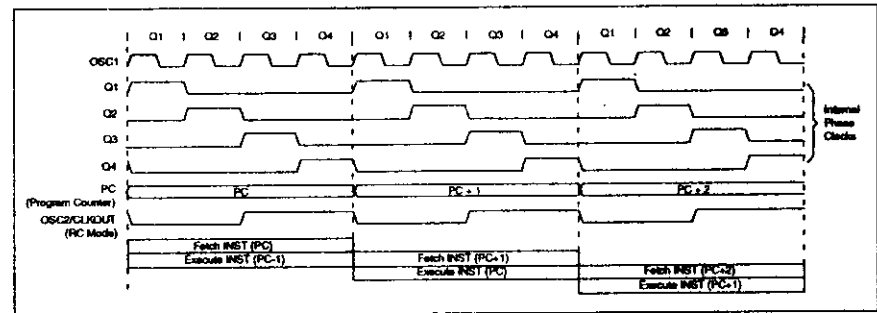 Q1 Q2 Q3 Q4 Q1 Q2 Q3 Q4 Q1 Q2 Q3 Q4
OSC1
Q1
Q2
Q3
Q4
Internal
Phase
Clocks
PC
(Program Counter)
PC PC + 1 PC + 2
OSC2/CLKOUT
(RC Mode)
Fetch INST (PC)
Execute INST (PC-1) Fetch INST (PC+1)
Execute INST (PC) Fetch INST (PC+2)
Execute INST (PC+1)